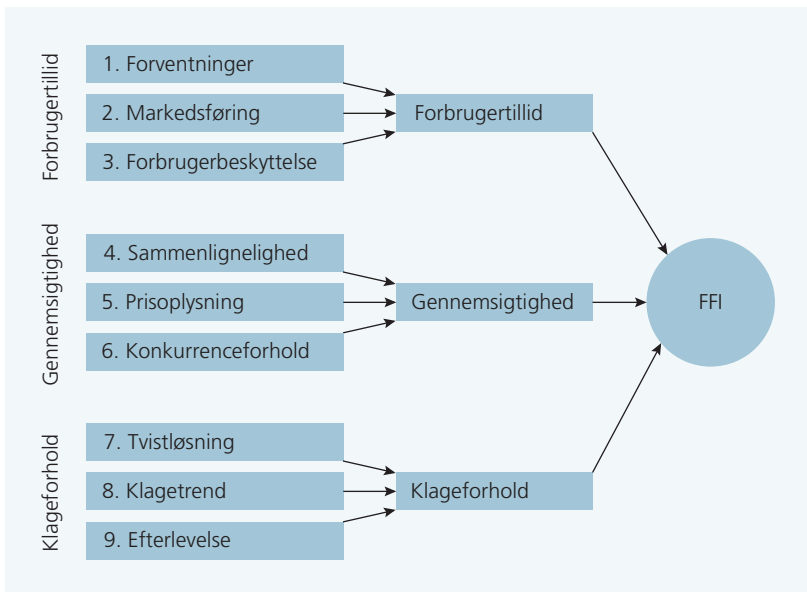 Forbrugertillid
1. Forventninger
2. Markedsføring
3. Forbrugerbeskyttelse
Forbrugertillid
Gennemsigtighed
4. Sammenlignelighed
5. Prisoplysning
6. Konkurrenceforhold
Gennemsigtighed
FFI
Klageforhold
7. Tvistløsning
8. Klagetrend
9. Efterlevelse
Klageforhold